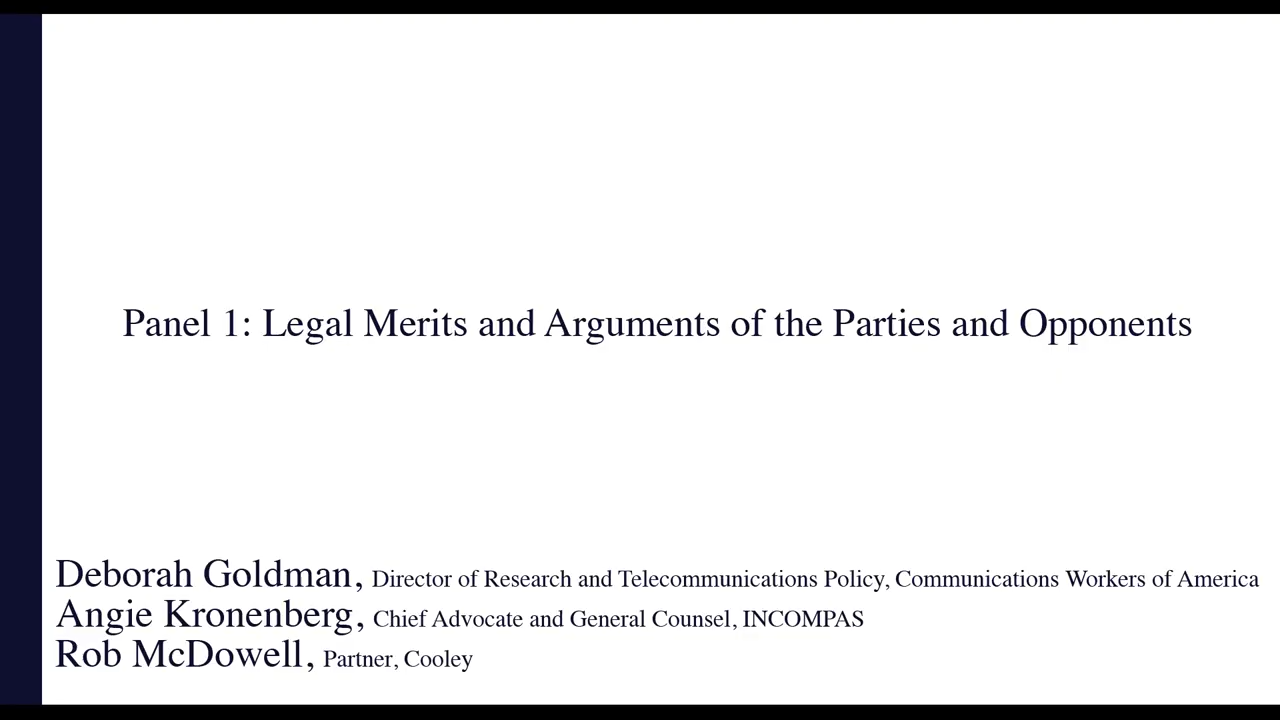 Panel 1: Legal Merits and Arguments of the Parties and Opponents
Deborah Goldman, Director of Research and Telecommunications Policy, Communications Workers of America
Angie Kronenberg, Chief Advocate and General Counsel, INCOMPAS
Rob McDowell, Partner, Cooley